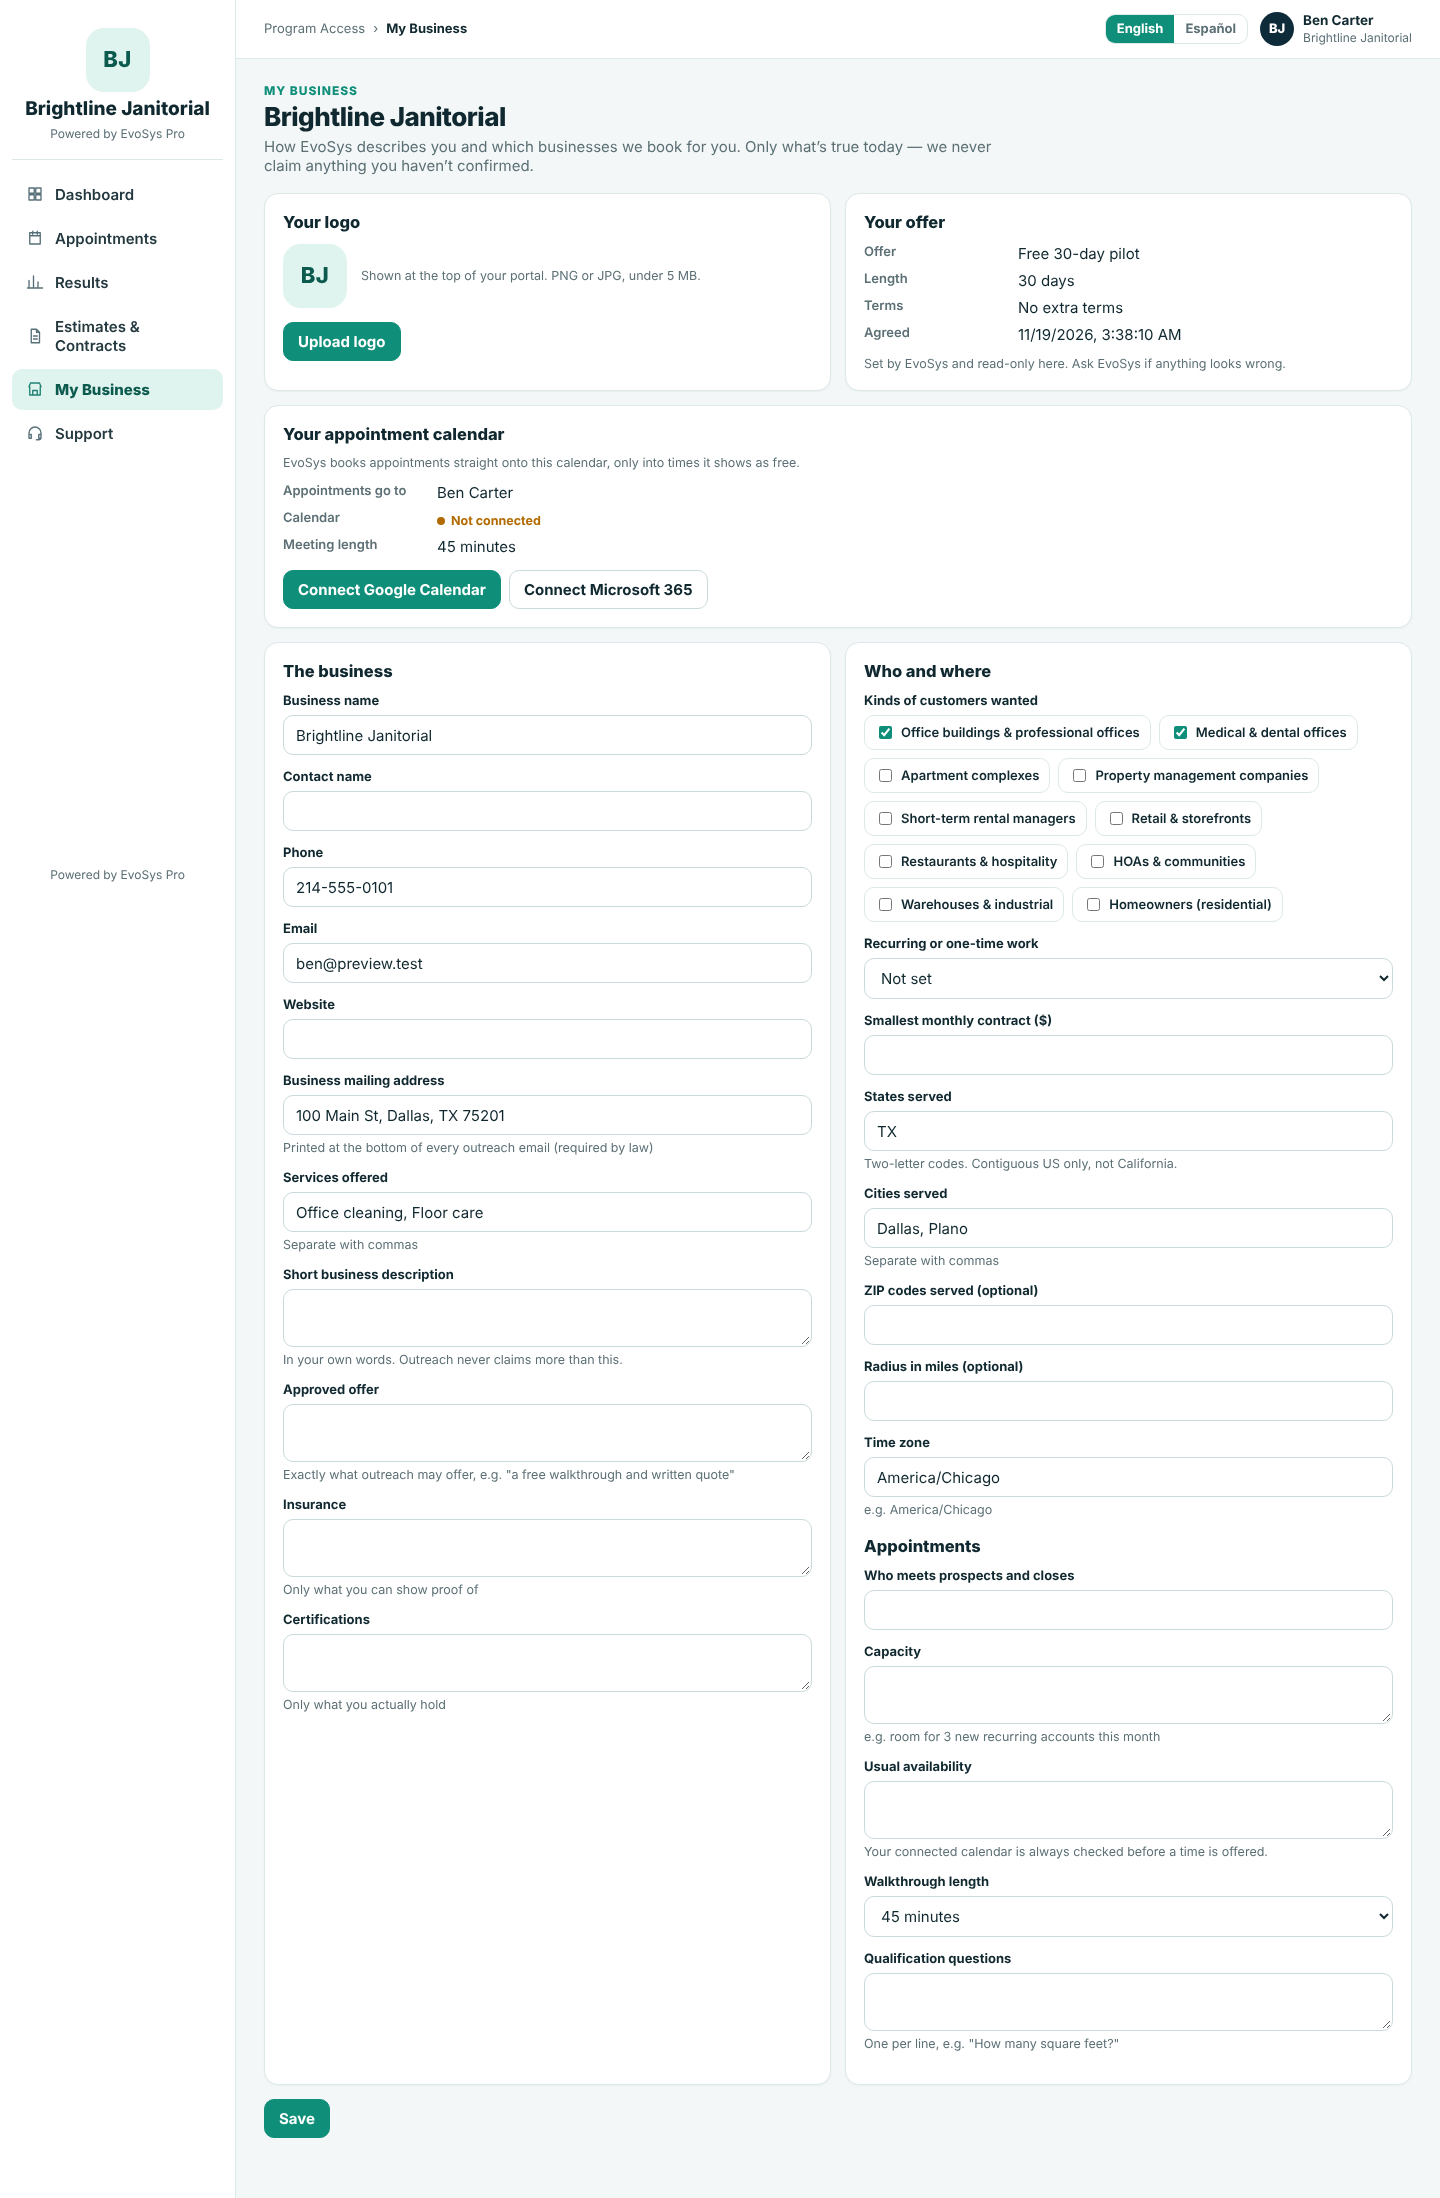 BJ
Brightline Janitorial
Powered by EvoSys Pro
Dashboard
Appointments
Results
Estimates &
Contracts
My Business
Support
Powered by EvoSys Pro
Program Access › My Business
English
Español
BJ
Ben Carter
Brightline Janitorial
MY BUSINESS
Brightline Janitorial
How EvoSys describes you and which businesses we book for you. Only what’s true today — we never
claim anything you haven’t confirmed.
Your logo
BJ
Shown at the top of your portal. PNG or JPG, under 5 MB.
Upload logo
Your offer
Offer
Free 30-day pilot
Length
30 days
Terms
No extra terms
Agreed
11/19/2026, 3:38:10 AM
Set by EvoSys and read-only here. Ask EvoSys if anything looks wrong.
Your appointment calendar
EvoSys books appointments straight onto this calendar, only into times it shows as free.
Appointments go to
Ben Carter
Calendar
Not connected
Meeting length
45 minutes
Connect Google Calendar
Connect Microsoft 365
The business
Business name
Brightline Janitorial
Contact name
Phone
214-555-0101
Email
ben@preview.test
Website
Business mailing address
100 Main St, Dallas, TX 75201
Printed at the bottom of every outreach email (required by law)
Services offered
Office cleaning, Floor care
Separate with commas
Short business description
In your own words. Outreach never claims more than this.
Approved offer
Exactly what outreach may offer, e.g. "a free walkthrough and written quote"
Insurance
Only what you can show proof of
Certifications
Only what you actually hold
Who and where
Kinds of customers wanted
Office buildings & professional offices
Medical & dental offices
Apartment complexes
Property management companies
Short-term rental managers
Retail & storefronts
Restaurants & hospitality
HOAs & communities
Warehouses & industrial
Homeowners (residential)
Recurring or one-time work
Not set
Smallest monthly contract ($)
States served
TX
Two-letter codes. Contiguous US only, not California.
Cities served
Dallas, Plano
Separate with commas
ZIP codes served (optional)
Radius in miles (optional)
Time zone
America/Chicago
e.g. America/Chicago
Appointments
Who meets prospects and closes
Capacity
e.g. room for 3 new recurring accounts this month
Usual availability
Your connected calendar is always checked before a time is offered.
Walkthrough length
45 minutes
Qualification questions
One per line, e.g. "How many square feet?"
Save